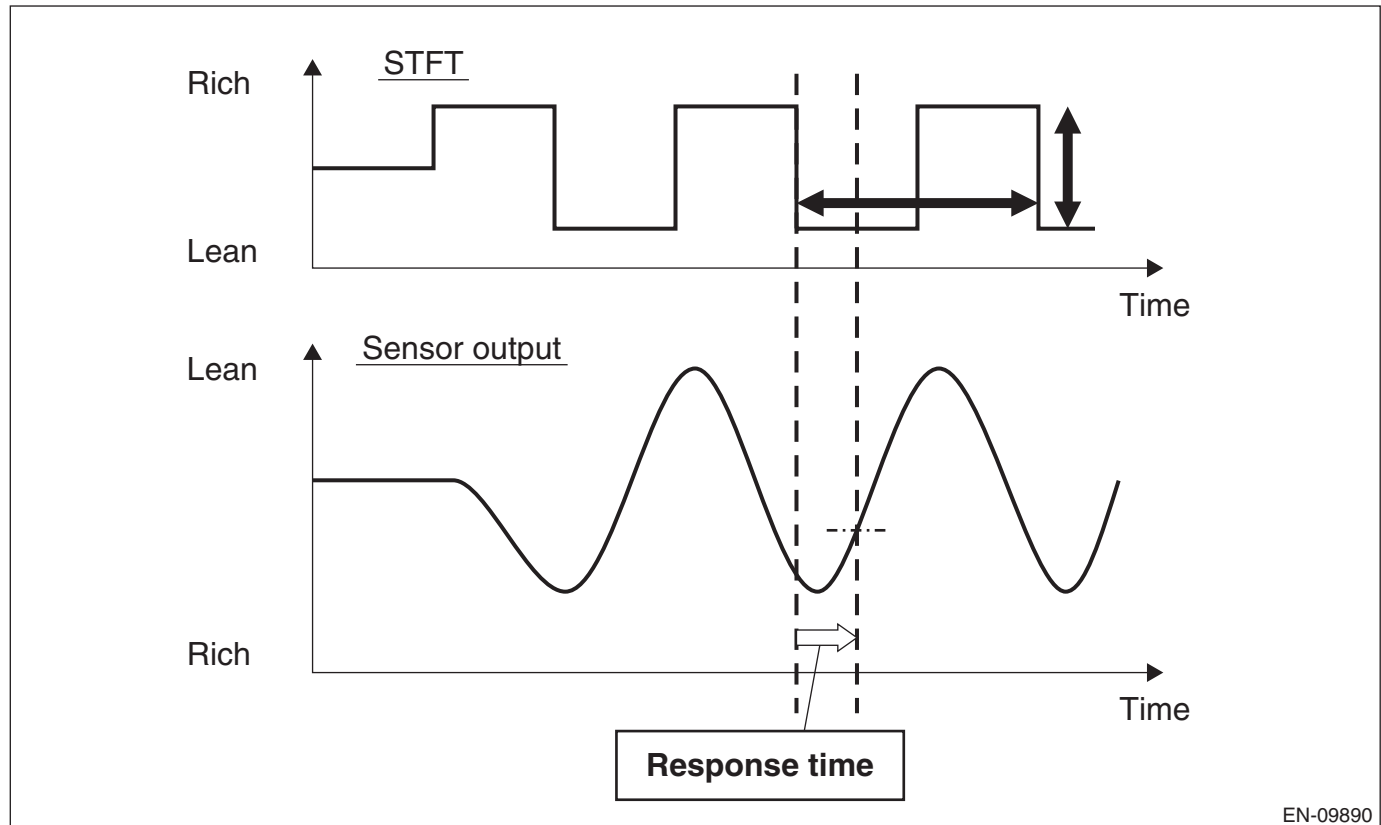 STFT
Rich
Lean
Time
Sensor output
Lean
Rich
Time
Response time
EN-09890